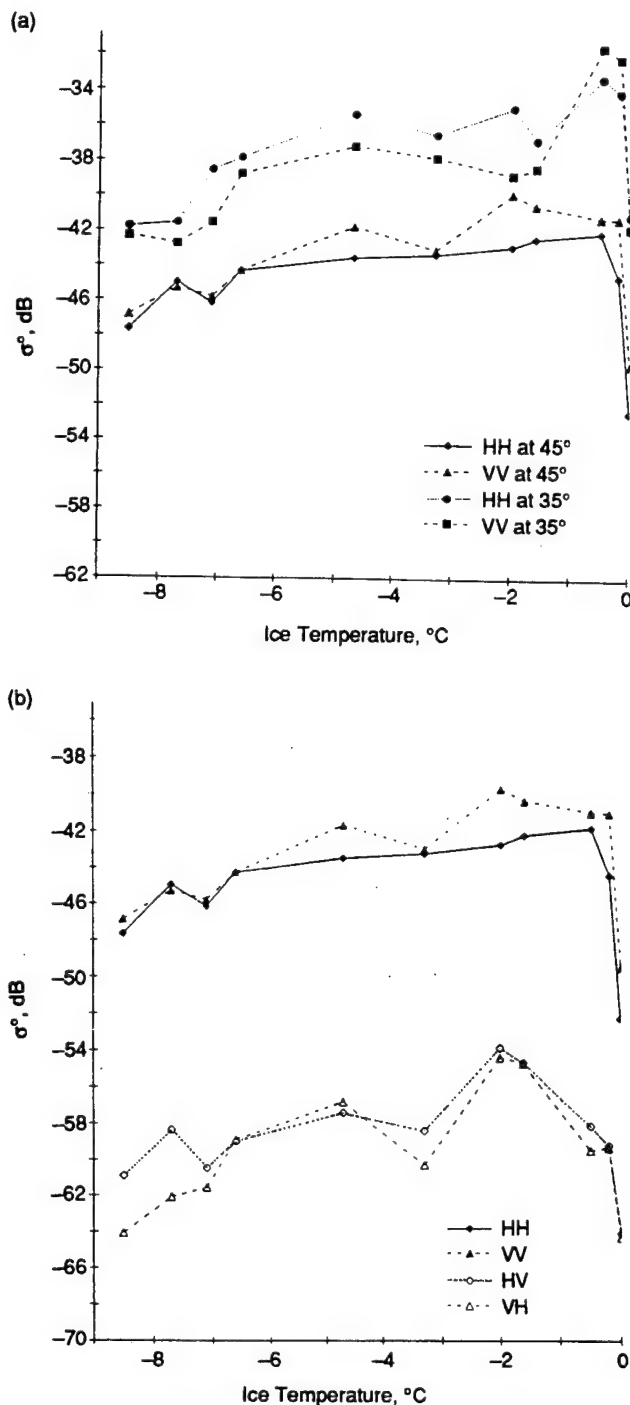 (a)
−34
−38
−42
−46
−50
−54
−58
−62
σ°, dB
HH at 45°
VV at 45°
HH at 35°
VV at 35°
−8
−6
−4
−2
0
Ice Temperature, °C
(b)
−38
−42
−46
−50
−54
−58
−62
−66
−70
σ°, dB
HH
VV
HV
VH
−8
−6
−4
−2
0
Ice Temperature, °C